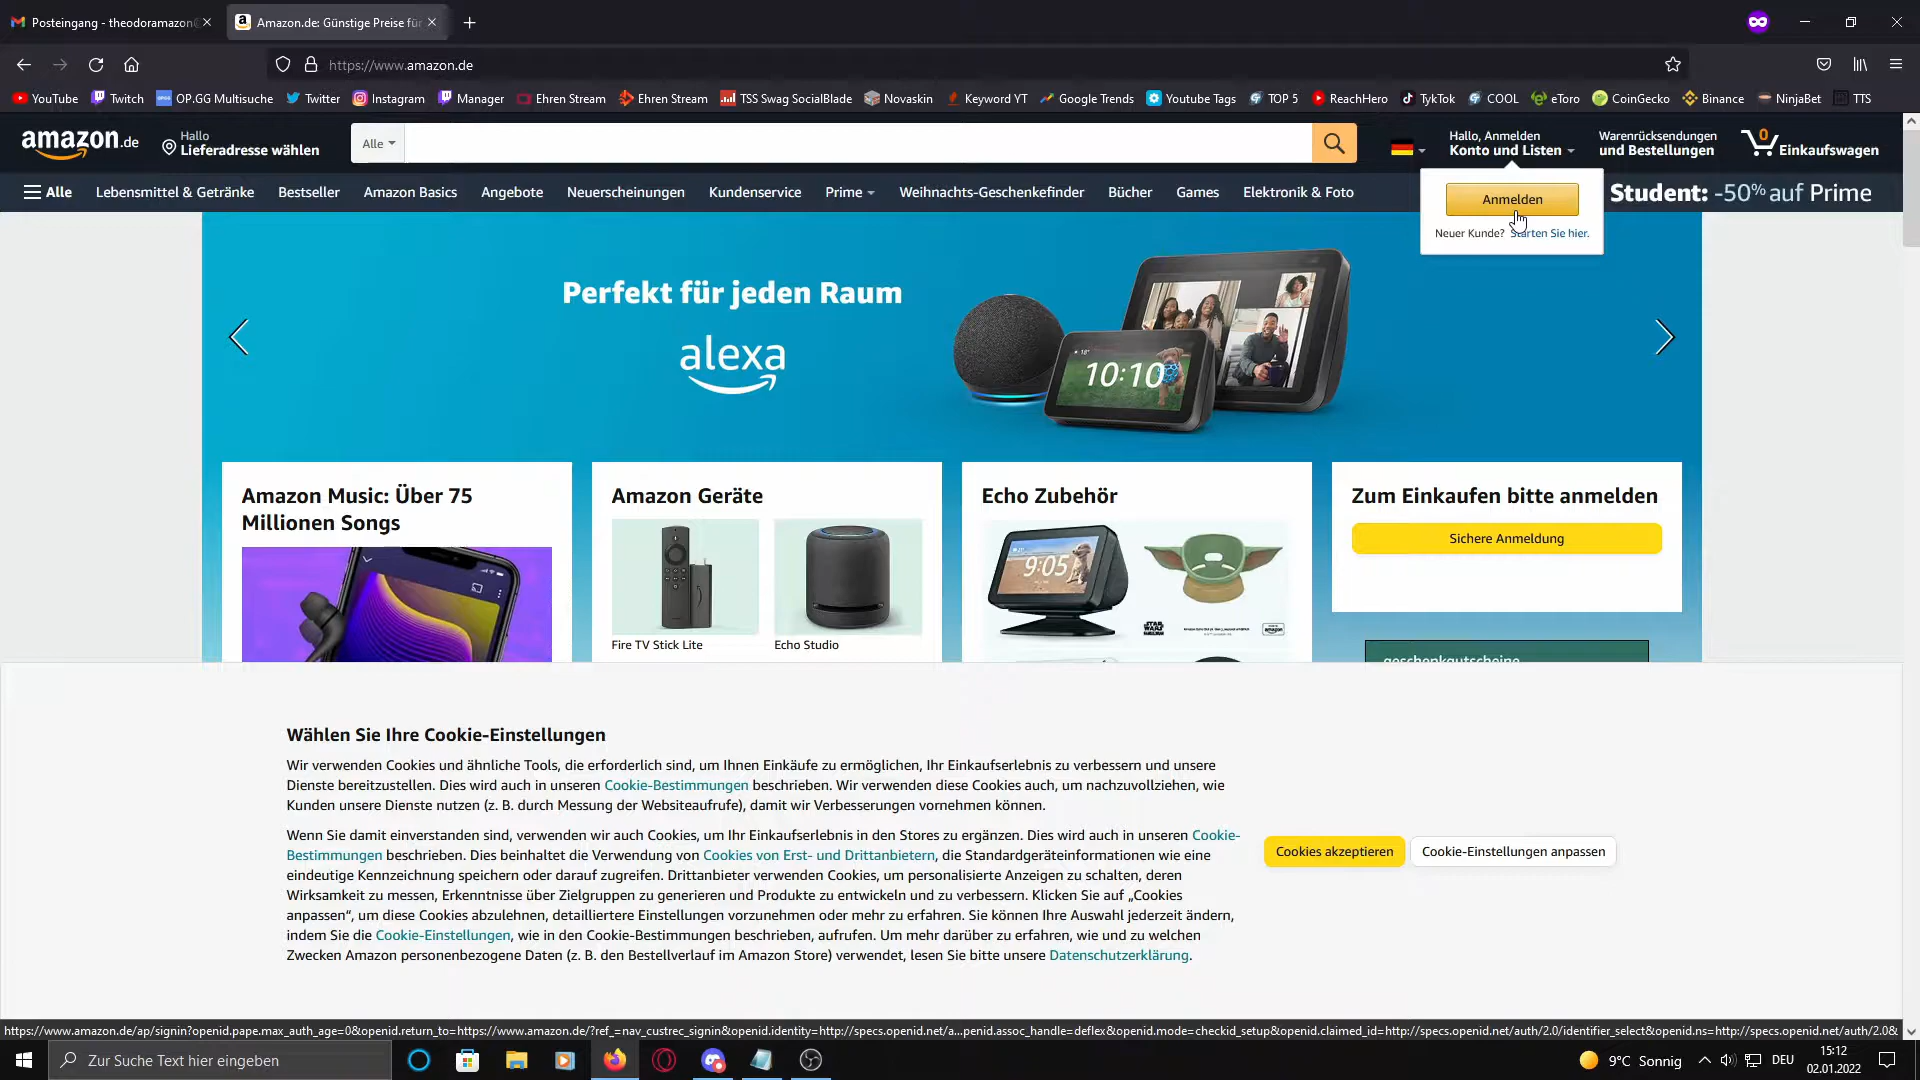 Posteingang - theodoramazon
Amazon.de: Günstige Preise für
https://www.amazon.de
YouTube Twitch OP.GG Multisuche Twitter Instagram Manager Ehren Stream Ehren Stream TSS Swag SocialBlade Novaskin Keyword YT Google Trends Youtube Tags TOP 5 ReachHero TykTok COOL eToro CoinGecko Binance NinjaBet TTS
amazon.de
Hallo
Lieferadresse wählen
Alle
Hallo, Anmelden
Konto und Listen
Warenrücksendungen
und Bestellungen
0
Einkaufswagen
Alle Lebensmittel & Getränke Bestseller Amazon Basics Angebote Neuerscheinungen Kundenservice Prime Weihnachts-Geschenkefinder Bücher Games Elektronik & Foto
Student: -50% auf Prime
Anmelden
Neuer Kunde? Starten Sie hier.
Perfekt für jeden Raum
alexa
10:10
Amazon Music: Über 75
Millionen Songs
Amazon Geräte
Fire TV Stick Lite
Echo Studio
Echo Zubehör
9:05
STAR WARS
Zum Einkaufen bitte anmelden
Sichere Anmeldung
geschenkgutscheine
Wählen Sie Ihre Cookie-Einstellungen
Wir verwenden Cookies und ähnliche Tools, die erforderlich sind, um Ihnen Einkäufe zu ermöglichen, Ihr Einkaufserlebnis zu verbessern und unsere
Dienste bereitzustellen. Dies wird auch in unseren Cookie-Bestimmungen beschrieben. Wir verwenden diese Cookies auch, um nachzuvollziehen, wie
Kunden unsere Dienste nutzen (z. B. durch Messung der Websiteaufrufe), damit wir Verbesserungen vornehmen können.
Wenn Sie damit einverstanden sind, verwenden wir auch Cookies, um Ihr Einkaufserlebnis in den Stores zu ergänzen. Dies wird auch in unseren Cookie-
Bestimmungen beschrieben. Dies beinhaltet die Verwendung von Cookies von Erst- und Drittanbietern, die Standardgeräteinformationen wie eine
eindeutige Kennzeichnung speichern oder darauf zugreifen. Drittanbieter verwenden Cookies, um personalisierte Anzeigen zu schalten, deren
Wirksamkeit zu messen, Erkenntnisse über Zielgruppen zu generieren und Produkte zu entwickeln und zu verbessern. Klicken Sie auf „Cookies
anpassen“, um diese Cookies abzulehnen, detailliertere Einstellungen vorzunehmen oder mehr zu erfahren. Sie können Ihre Auswahl jederzeit ändern,
indem Sie die Cookie-Einstellungen, wie in den Cookie-Bestimmungen beschrieben, aufrufen. Um mehr darüber zu erfahren, wie und zu welchen
Zwecken Amazon personenbezogene Daten (z. B. den Bestellverlauf im Amazon Store) verwendet, lesen Sie bitte unsere Datenschutzerklärung.
Cookies akzeptieren
Cookie-Einstellungen anpassen
https://www.amazon.de/ap/signin?openid.pape.max_auth_age=0&openid.return_to=https://www.amazon.de/?ref_=nav_custrec_signin&openid.identity=http://specs.openid.net/a...penid.assoc_handle=deflex&openid.mode=checkid_setup&openid.claimed_id=http://specs.openid.net/auth/2.0/identifier_select&openid.ns=http://specs.openid.net/auth/2.0&
Zur Suche Text hier eingeben
9°C Sonnig
DEU
15:12
02.01.2022